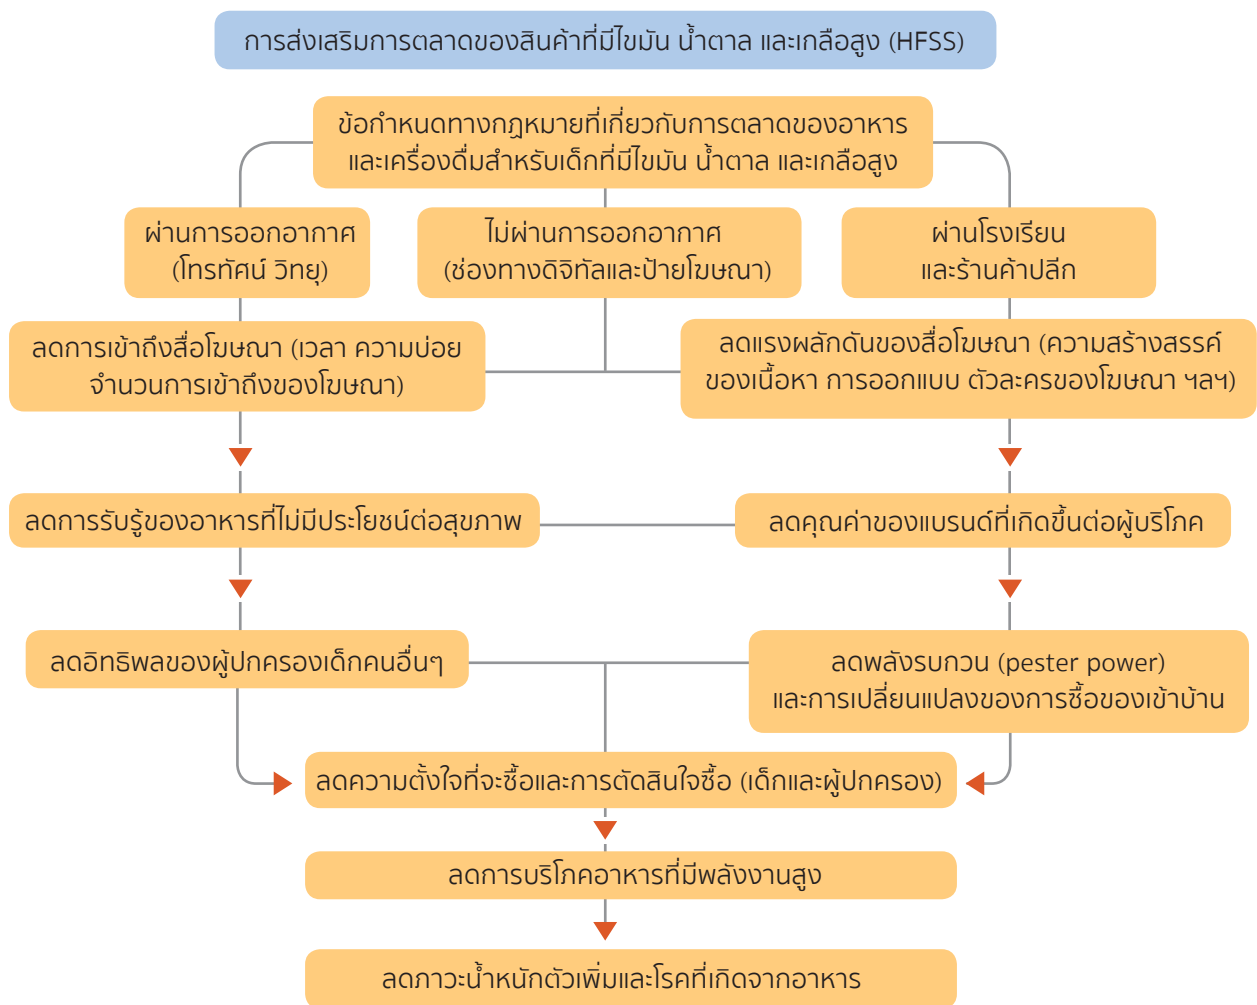 การส่งเสริมการตลาดของสินค้าที่มีไขมัน น้ำตาล และเกลือสูง (HFSS)
ข้อกำหนดทางกฎหมายที่เกี่ยวกับการตลาดของอาหาร
และเครื่องดื่มสำหรับเด็กที่มีไขมัน น้ำตาล และเกลือสูง
ผ่านการออกอากาศ
(โทรทัศน์ วิทยุ)
ไม่ผ่านการออกอากาศ
(ช่องทางดิจิทัลและป้ายโฆษณา)
ผ่านโรงเรียน
และร้านค้าปลีก
ลดการเข้าถึงสื่อโฆษณา (เวลา ความบ่อย
จำนวนการเข้าถึงของโฆษณา)
ลดแรงผลักดันของสื่อโฆษณา (ความสร้างสรรค์
ของเนื้อหา การออกแบบ ตัวละครของโฆษณา ฯลฯ)
ลดการรับรู้ของอาหารที่ไม่มีประโยชน์ต่อสุขภาพ
ลดคุณค่าของแบรนด์ที่เกิดขึ้นต่อผู้บริโภค
ลดอิทธิพลของผู้ปกครองเด็กคนอื่นๆ
ลดพลังรบกวน (pester power)
และการเปลี่ยนแปลงของการซื้อของเข้าบ้าน
ลดความตั้งใจที่จะซื้อและการตัดสินใจซื้อ (เด็กและผู้ปกครอง)
ลดการบริโภคอาหารที่มีพลังงานสูง
ลดภาวะน้ำหนักตัวเพิ่มและโรคที่เกิดจากอาหาร